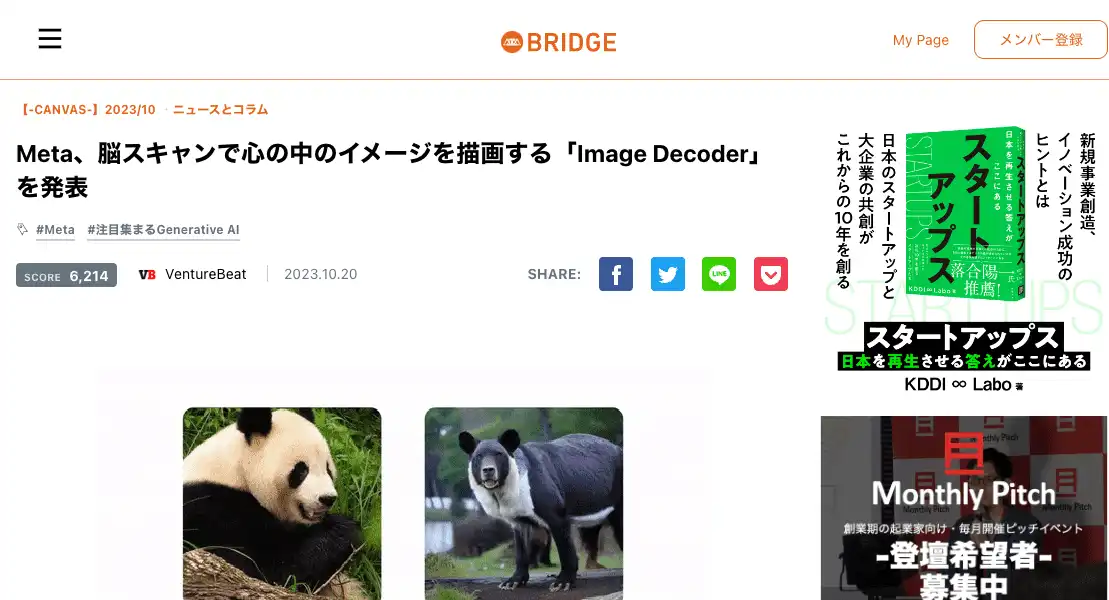 BRIDGE
My Page
メンバー登録
【-CANVAS-】2023/10
ニュースとコラム
Meta、脳スキャンで心の中のイメージを描画する「Image Decoder」
を発表
#Meta
#注目集まるGenerative AI
SCORE 6,214
VB VentureBeat
2023.10.20
SHARE:
LINE
新規事業創造、
イノベーション成功の
ヒントとは
日本を再生させる答えが
ここにある
スタートアップス
STARTUPS
落合陽一氏
推薦!
KDDI ∞ Labo 著
日本のスタートアップと
大企業の共創が
これからの10年を創る
STARTUPS
スタートアップス
日本を再生させる答えがここにある
KDDI ∞ Labo 著
Monthly Pitch
Monthly Pitch
創業期の起業家向け・毎月開催ピッチイベント
-登壇希望者-
募集中